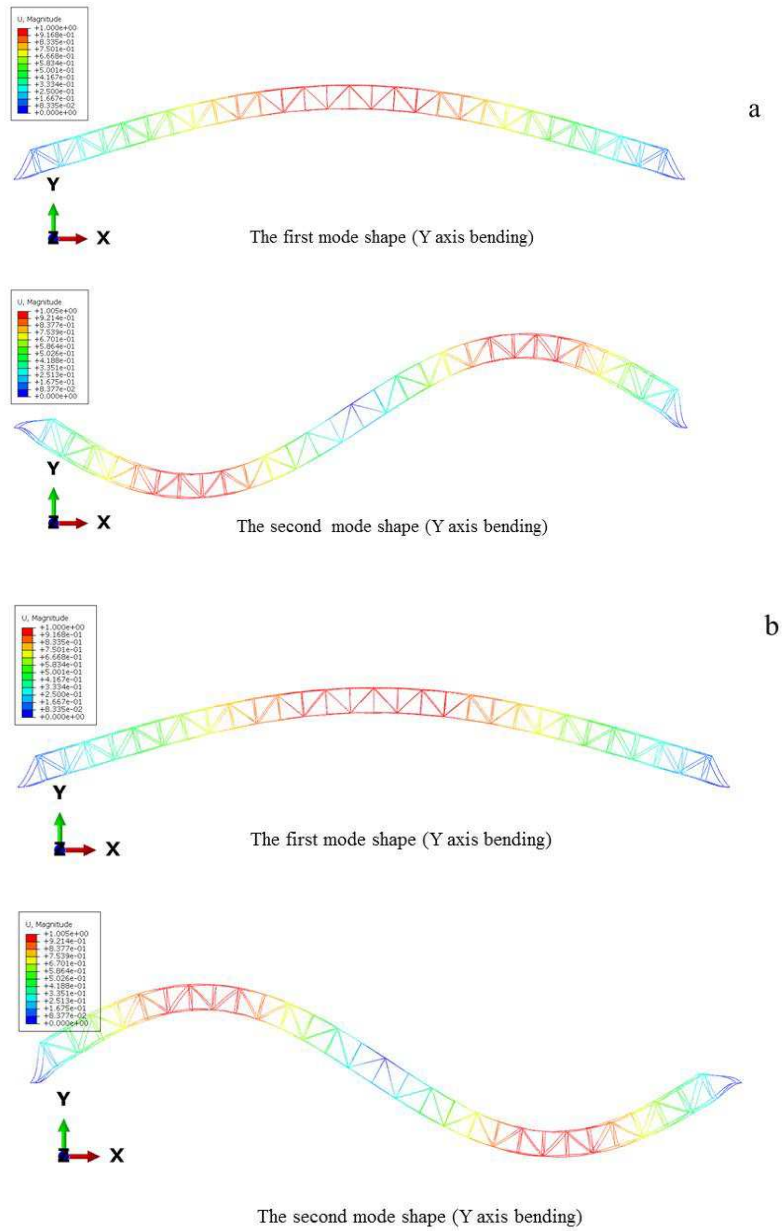 U, Magnitude
+1.000e+00
+9.168e-01
+8.335e-01
+7.501e-01
+6.668e-01
+5.834e-01
+5.001e-01
+4.167e-01
+3.334e-01
+2.500e-01
+1.667e-01
+8.335e-02
+0.000e+00
a
Y
Z X
The first mode shape (Y axis bending)
U, Magnitude
+1.005e+00
+9.214e-01
+8.377e-01
+7.539e-01
+6.701e-01
+5.864e-01
+5.026e-01
+4.188e-01
+3.351e-01
+2.513e-01
+1.675e-01
+8.377e-02
+0.000e+00
Y
Z X
The second mode shape (Y axis bending)
b
U, Magnitude
+1.000e+00
+9.168e-01
+8.335e-01
+7.501e-01
+6.668e-01
+5.834e-01
+5.001e-01
+4.167e-01
+3.334e-01
+2.500e-01
+1.667e-01
+8.335e-02
+0.000e+00
Y
Z X
The first mode shape (Y axis bending)
U, Magnitude
+1.005e+00
+9.214e-01
+8.377e-01
+7.539e-01
+6.701e-01
+5.864e-01
+5.026e-01
+4.188e-01
+3.351e-01
+2.513e-01
+1.675e-01
+8.377e-02
+0.000e+00
Y
Z X
The second mode shape (Y axis bending)